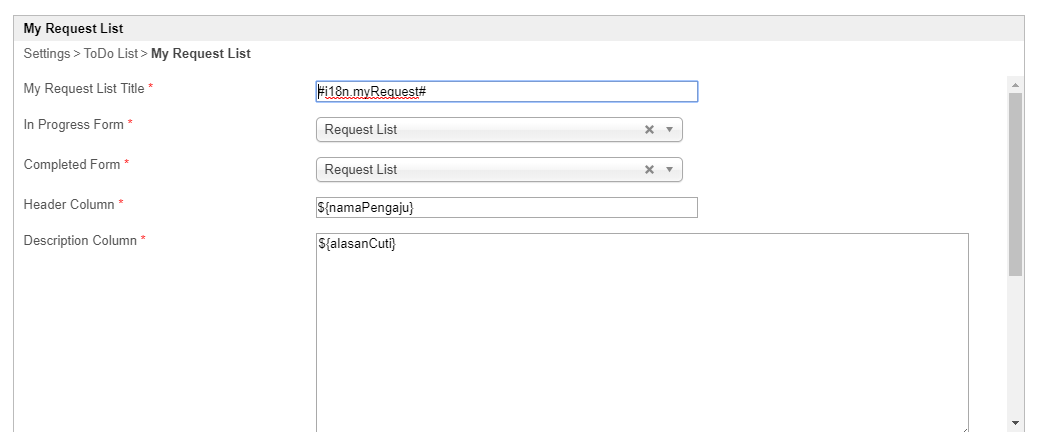 My Request List
Settings > ToDo List > My Request List
My Request List Title * #i18n.myRequest#
In Progress Form * Request List
Completed Form * Request List
Header Column * ${namaPengaju}
Description Column * ${alasanCuti}